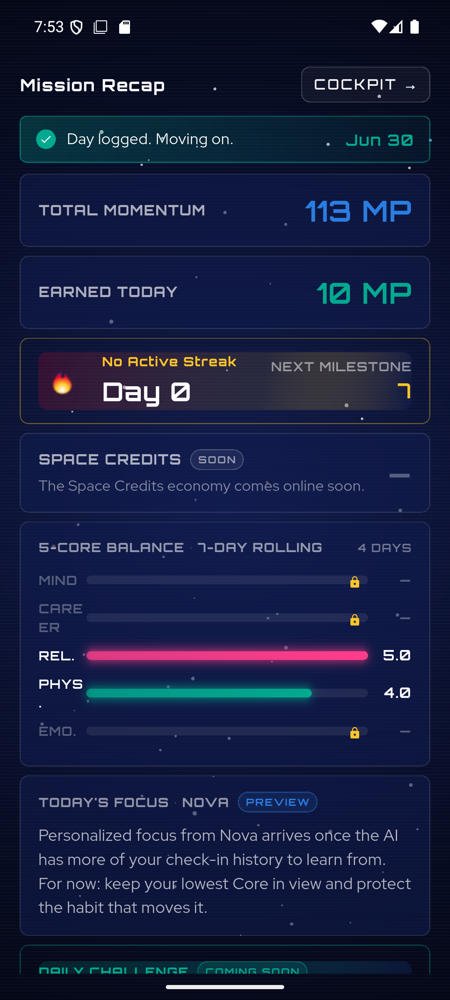 7:53
Mission Recap
COCKPIT →
Day logged. Moving on.
Jun 30
TOTAL MOMENTUM
113 MP
EARNED TODAY
10 MP
No Active Streak
Day 0
NEXT MILESTONE
7
SPACE CREDITS SOON
The Space Credits economy comes online soon.
—
5-CORE BALANCE · 7-DAY ROLLING
4 DAYS
MIND
–
CARE
ER
–
REL.
5.0
PHYS
.
4.0
EMO.
–
TODAY'S FOCUS · NOVA PREVIEW
Personalized focus from Nova arrives once the AI
has more of your check-in history to learn from.
For now: keep your lowest Core in view and protect
the habit that moves it.
DAILY CHALLENGE COMING SOON